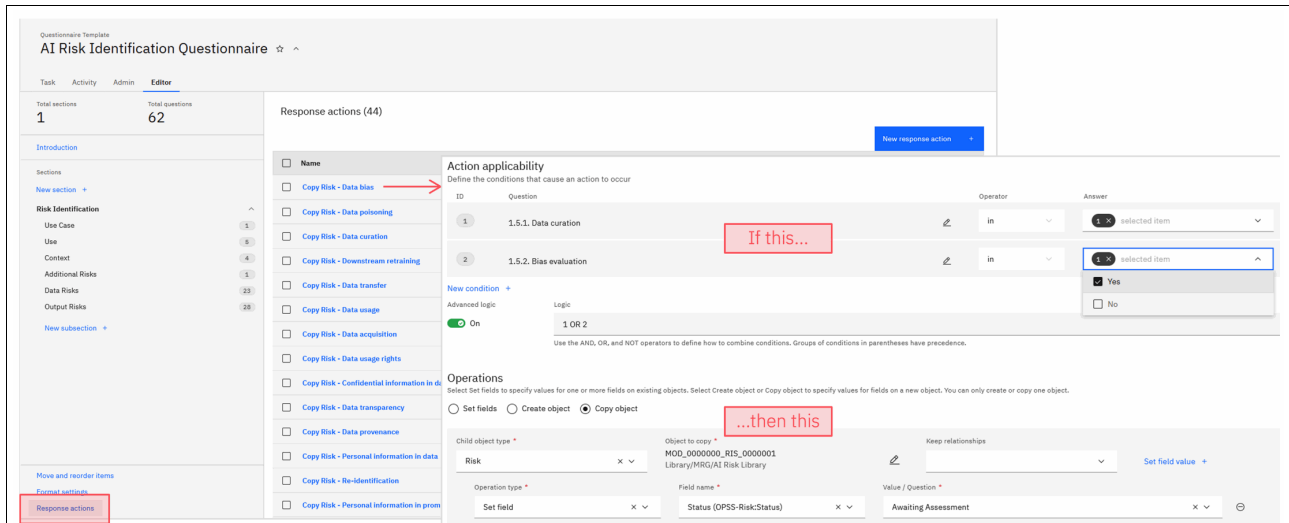 Questionnaire Template
AI Risk Identification Questionnaire
Task Activity Admin Editor
Total sections Total questions
1 62
Introduction
Sections
New section +
Risk Identification
Use Case 1
Use 5
Context 4
Additional Risks 1
Data Risks 23
Output Risks 28
New subsection +
Move and reorder items
Format settings
Response actions
Response actions (44)
New response action +
Name
Copy Risk - Data bias
Copy Risk - Data poisoning
Copy Risk - Data curation
Copy Risk - Downstream retraining
Copy Risk - Data transfer
Copy Risk - Data usage
Copy Risk - Data acquisition
Copy Risk - Data usage rights
Copy Risk - Confidential information in da
Copy Risk - Data transparency
Copy Risk - Data provenance
Copy Risk - Personal information in data
Copy Risk - Re-identification
Copy Risk - Personal information in prom
Action applicability
Define the conditions that cause an action to occur
ID Question Operator Answer
1 1.5.1. Data curation in 1 × selected item
If this...
2 1.5.2. Bias evaluation in 1 × selected item
Yes
No
New condition +
Advanced logic Logic
On 1 OR 2
Use the AND, OR, and NOT operators to define how to combine conditions. Groups of conditions in parentheses have precedence.
Operations
Select Set fields to specify values for one or more fields on existing objects. Select Create object or Copy object to specify values for fields on a new object. You can only create or copy one object.
Set fields Create object Copy object
...then this
Child object type * Object to copy * Keep relationships
Risk × MOD_0000000_RIS_0000001
Library/MRG/AI Risk Library
Set field value +
Operation type * Field name * Value / Question *
Set field × Status (OPSS-Risk:Status) × Awaiting Assessment ×